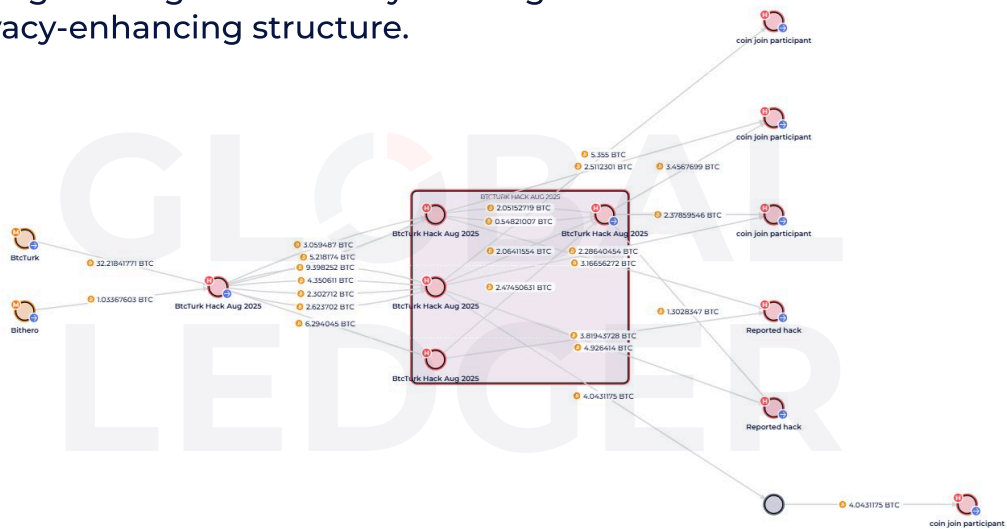 vacy-enhancing structure.
coin join participant
coin join participant
5.355 BTC
2.5112301 BTC
3.4567699 BTC
BTCTURK HACK AUG 2025
2.05152719 BTC
0.54821007 BTC
2.37859546 BTC
BtcTurk Hack Aug 2025
BtcTurk Hack Aug 2025
coin join participant
3.059487 BTC
5.218174 BTC
9.398252 BTC
4.350611 BTC
2.302712 BTC
2.623702 BTC
6.294045 BTC
2.06411554 BTC
2.28640454 BTC
3.16656272 BTC
BtcTurk
32.21841771 BTC
2.47450631 BTC
1.03367603 BTC
BtcTurk Hack Aug 2025
BtcTurk Hack Aug 2025
1.3028347 BTC
Bithero
Reported hack
3.81943728 BTC
4.926414 BTC
BtcTurk Hack Aug 2025
4.0431175 BTC
Reported hack
4.0431175 BTC
coin join participant
GLOBAL
LEDGER